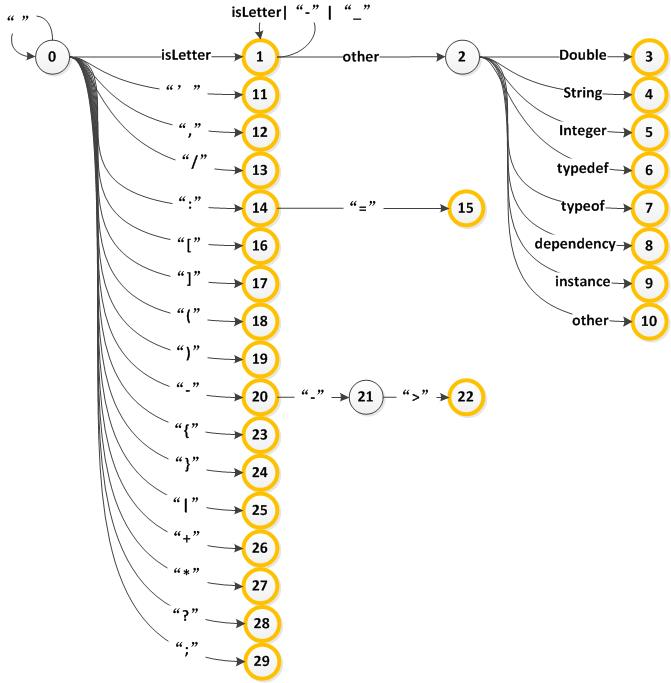 “ ”
isLetter| “-” | “_”
0 isLetter 1 other 2 Double 3
“’ ” 11 String 4
“,” 12 Integer 5
“/” 13 typedef 6
“:” 14 “=” 15 typeof 7
“[” 16 dependency 8
“]” 17 instance 9
“(” 18 other 10
“)” 19
“-” 20 “-” 21 “>” 22
“{” 23
“}” 24
“|” 25
“+” 26
“*” 27
“?” 28
“;” 29